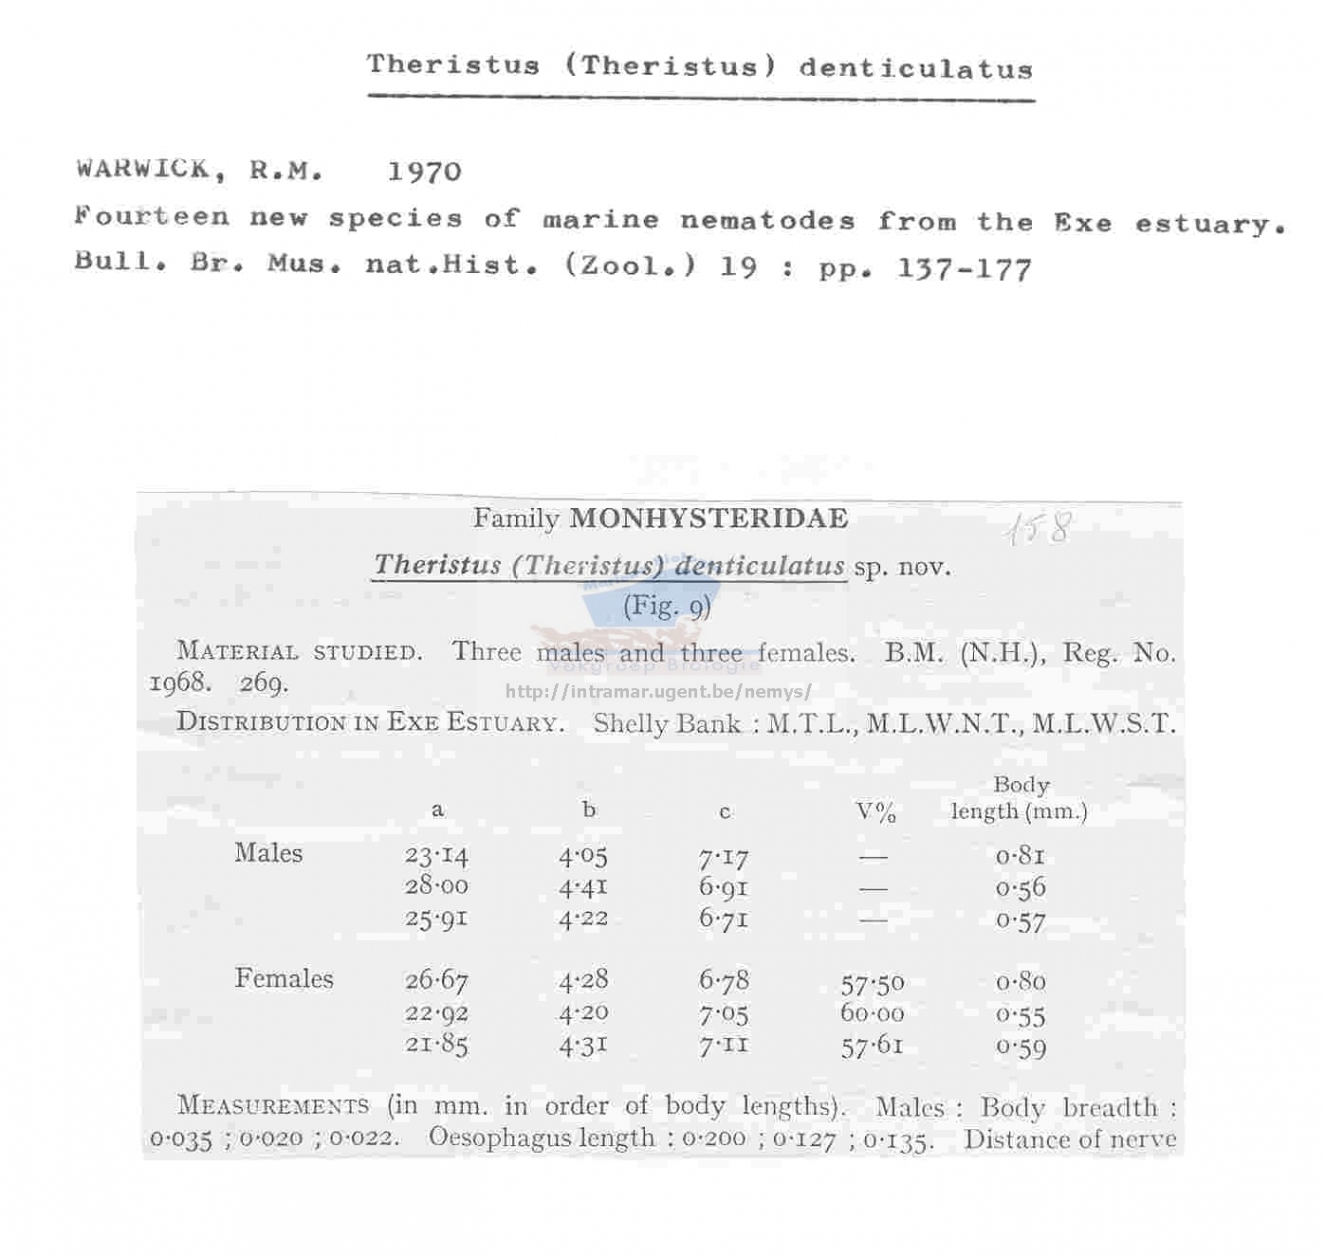 Theristus (Theristus) denticulatus
WARWICK, R.M. 1970
Fourteen new species of marine nematodes from the Exe estuary.
Bull. Br. Mus. nat.Hist. (Zool.) 19 : pp. 137-177
Family MONHYSTERIDAE
158
Theristus (Theristus) denticulatus sp. nov.
(Fig. 9)
MATERIAL STUDIED. Three males and three females. B.M. (N.H.), Reg. No.
1968. 269.
Vakgroep Biologie
http://intramar.ugent.be/nemys/
DISTRIBUTION IN EXE ESTUARY. Shelly Bank : M.T.L., M.L.W.N.T., M.L.W.S.T.
Body
a b c V% length (mm.)
Males 23·14 4·05 7·17 — 0·81
28·00 4·41 6·91 — 0·56
25·91 4·22 6·71 — 0·57
Females 26·67 4·28 6·78 57·50 0·80
22·92 4·20 7·05 60·00 0·55
21·85 4·31 7·11 57·61 0·59
MEASUREMENTS (in mm. in order of body lengths). Males : Body breadth :
0·035 ; 0·020 ; 0·022. Oesophagus length : 0·200 ; 0·127 ; 0·135. Distance of nerve